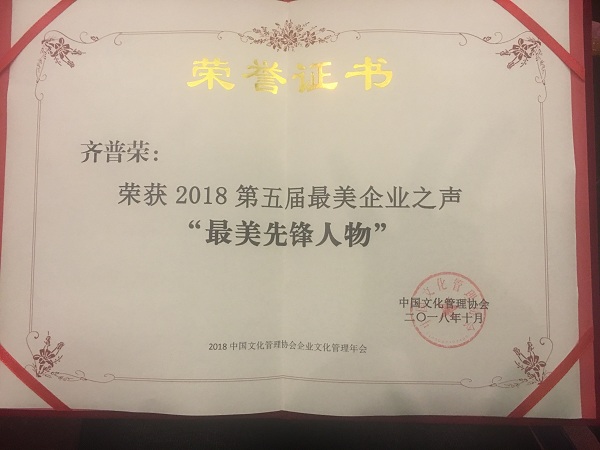 荣誉证书
齐普荣：
荣获 2018 第五届最美企业之声
“最美先锋人物”
中国文化管理协会
二〇一八年十月
2018 中国文化管理协会企业文化管理年会